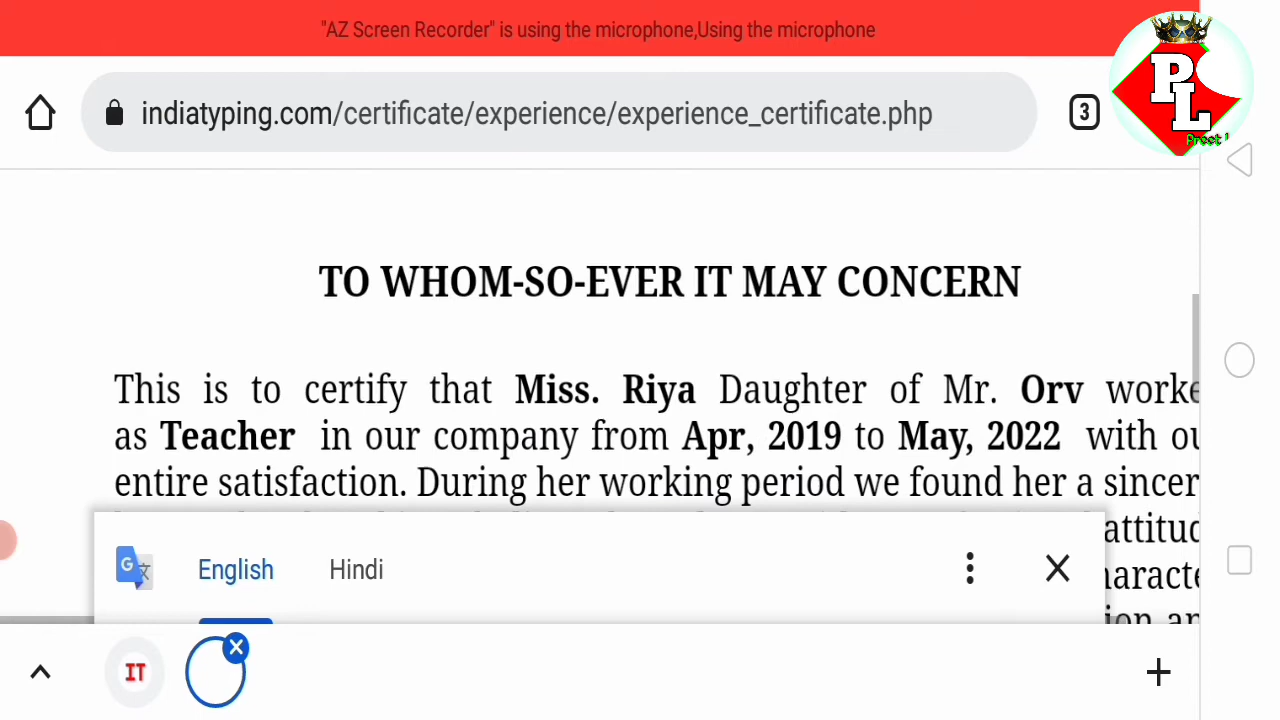 "AZ Screen Recorder" is using the microphone,Using the microphone
indiatyping.com/certificate/experience/experience_certificate.php
3
PL
Preet
TO WHOM-SO-EVER IT MAY CONCERN
This is to certify that Miss. Riya Daughter of Mr. Orv worke
as Teacher in our company from Apr, 2019 to May, 2022 with ou
entire satisfaction. During her working period we found her a sincer
attitud
haracte
English Hindi
IT